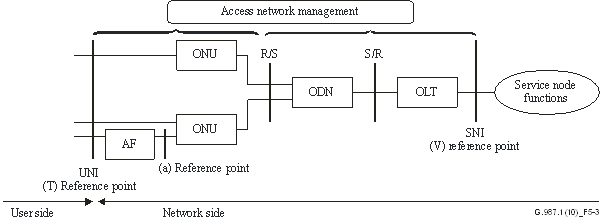 Access network management
ONU
R/S
S/R
ODN
OLT
Service node
functions
ONU
AF
SNI
(V) reference point
(a) Reference point
UNI
(T) Reference point
User side
Network side
G.987.1(10)_F5-3